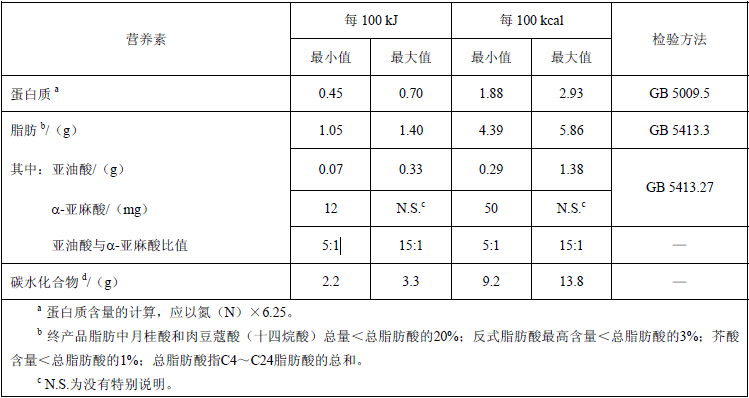 营养素 每 100 kJ 每 100 kcal 检验方法
最小值 最大值 最小值 最大值
蛋白质 a 0.45 0.70 1.88 2.93 GB 5009.5
脂肪 b/（g） 1.05 1.40 4.39 5.86 GB 5413.3
其中：亚油酸/（g） 0.07 0.33 0.29 1.38 GB 5413.27
α-亚麻酸/（mg） 12 N.S.c 50 N.S.c
亚油酸与α-亚麻酸比值 5:1 15:1 5:1 15:1 —
碳水化合物 d/（g） 2.2 3.3 9.2 13.8 —
a 蛋白质含量的计算，应以氮（N）×6.25。
b 终产品脂肪中月桂酸和肉豆蔻酸（十四烷酸）总量＜总脂肪酸的20%；反式脂肪酸最高含量＜总脂肪酸的3%；芥酸
含量＜总脂肪酸的1%；总脂肪酸指C4～C24脂肪酸的总和。
c N.S.为没有特别说明。